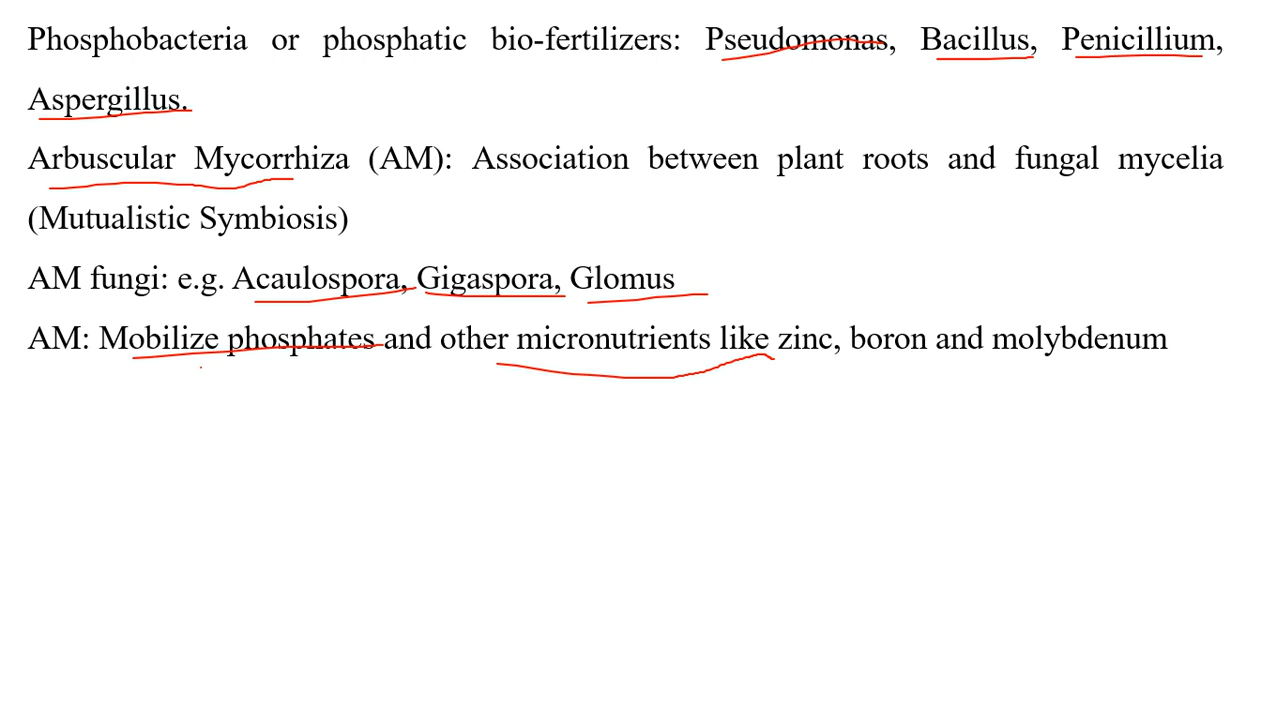 Phosphobacteria or phosphatic bio-fertilizers: Pseudomonas, Bacillus, Penicillium,
Aspergillus.
Arbuscular Mycorrhiza (AM): Association between plant roots and fungal mycelia
(Mutualistic Symbiosis)
AM fungi: e.g. Acaulospora, Gigaspora, Glomus
AM: Mobilize phosphates and other micronutrients like zinc, boron and molybdenum